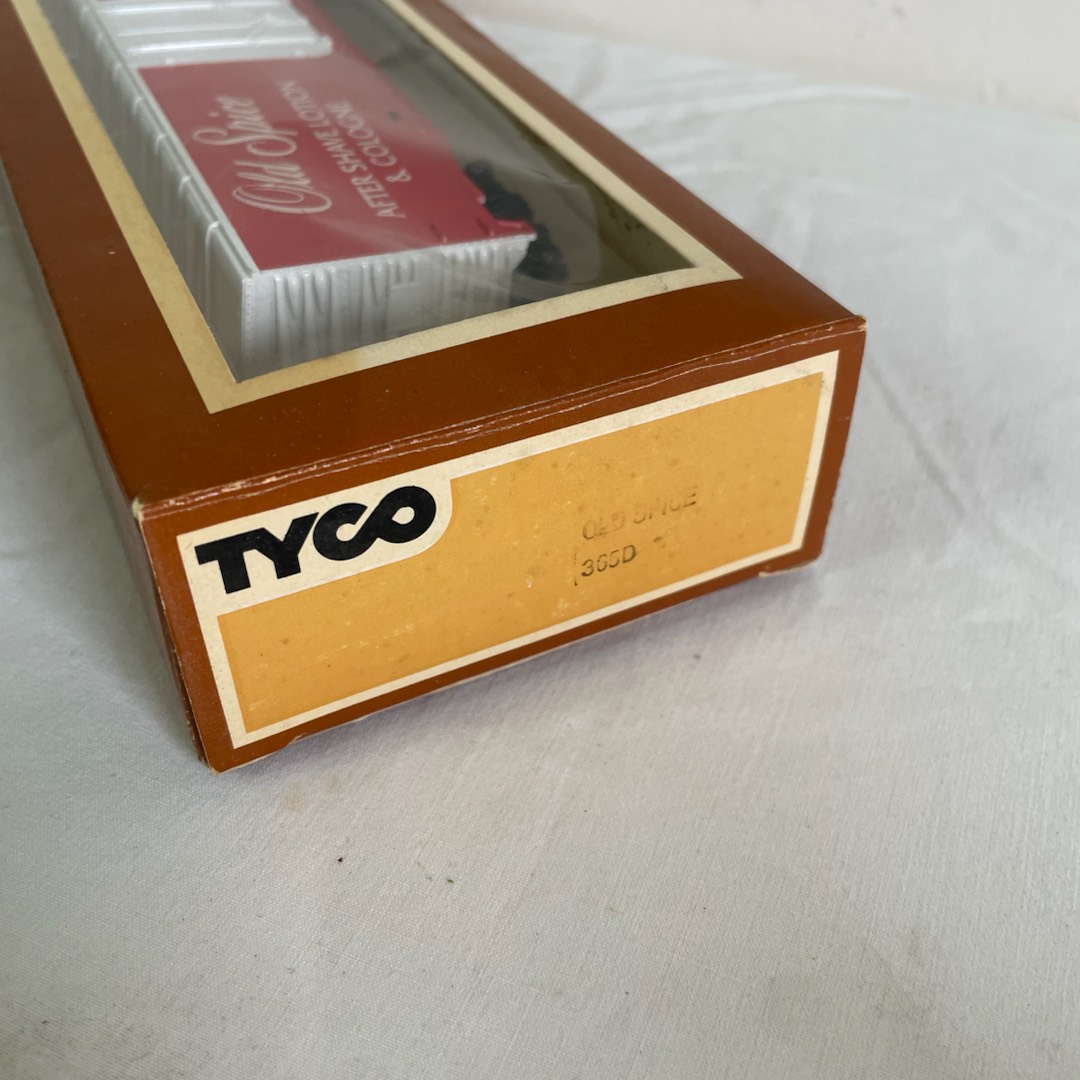 Old Spice
AFTER SHAVE LOTION
& COLOGNE
TYCO
OLD SPICE
365D